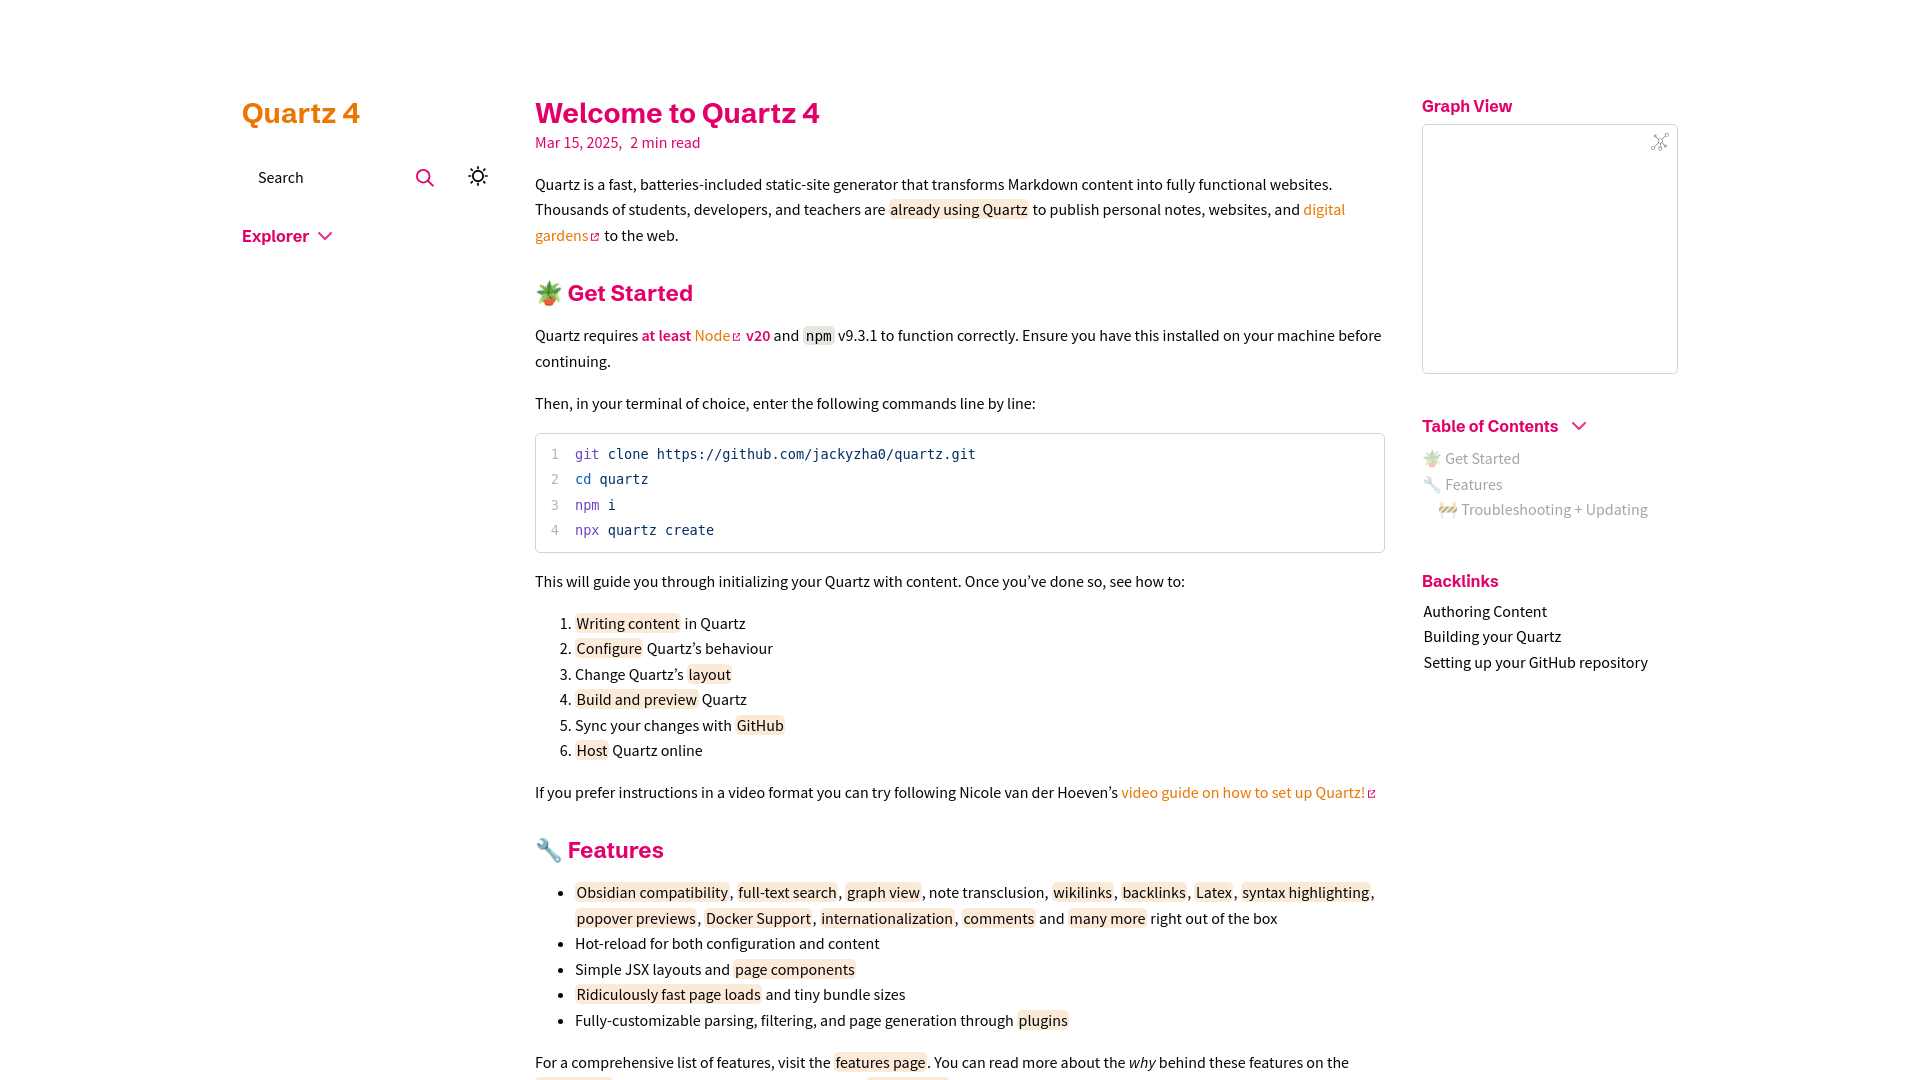 Quartz 4
Search
Explorer
Welcome to Quartz 4
Mar 15, 2025, 2 min read
Quartz is a fast, batteries-included static-site generator that transforms Markdown content into fully functional websites.
Thousands of students, developers, and teachers are already using Quartz to publish personal notes, websites, and digital
gardens to the web.
🪴 Get Started
Quartz requires at least Node v20 and npm v9.3.1 to function correctly. Ensure you have this installed on your machine before
continuing.
Then, in your terminal of choice, enter the following commands line by line:
1 git clone https://github.com/jackyzha0/quartz.git
2 cd quartz
3 npm i
4 npx quartz create
This will guide you through initializing your Quartz with content. Once you’ve done so, see how to:
1. Writing content in Quartz
2. Configure Quartz’s behaviour
3. Change Quartz’s layout
4. Build and preview Quartz
5. Sync your changes with GitHub
6. Host Quartz online
If you prefer instructions in a video format you can try following Nicole van der Hoeven’s video guide on how to set up Quartz!
🔧 Features
• Obsidian compatibility, full-text search, graph view, note transclusion, wikilinks, backlinks, Latex, syntax highlighting,
popover previews, Docker Support, internationalization, comments and many more right out of the box
• Hot-reload for both configuration and content
• Simple JSX layouts and page components
• Ridiculously fast page loads and tiny bundle sizes
• Fully-customizable parsing, filtering, and page generation through plugins
For a comprehensive list of features, visit the features page. You can read more about the why behind these features on the
Graph View
Table of Contents
🪴 Get Started
🔧 Features
🚧 Troubleshooting + Updating
Backlinks
Authoring Content
Building your Quartz
Setting up your GitHub repository